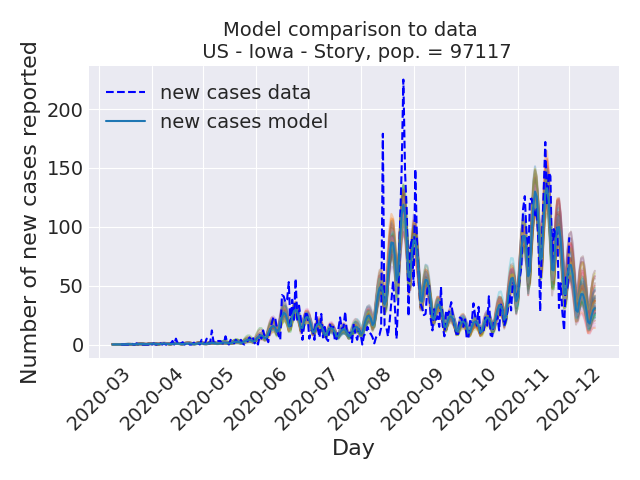 Model comparison to data
US - Iowa - Story, pop. = 97117
Number of new cases reported
new cases data
new cases model
200
150
100
50
0
2020-03
2020-04
2020-05
2020-06
2020-07
2020-08
2020-09
2020-10
2020-11
2020-12
Day